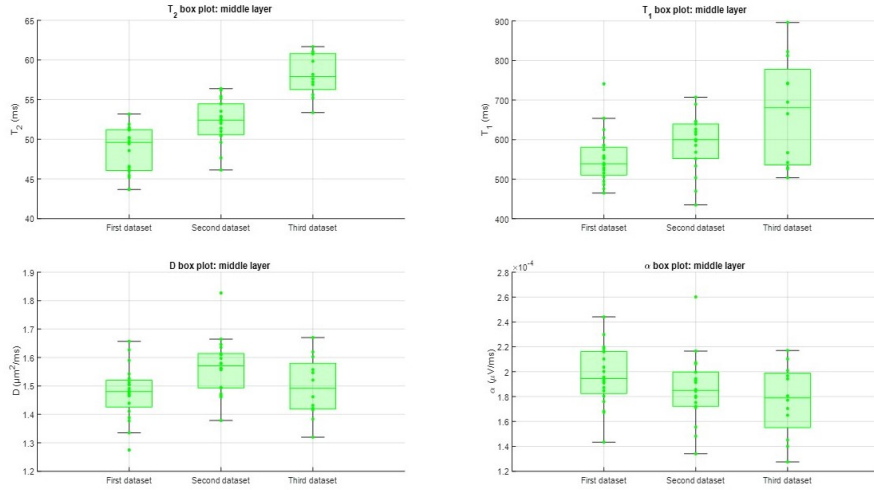 T2 box plot: middle layer
65
60
55
50
45
40
T2 (ms)
First dataset Second dataset Third dataset
T1 box plot: middle layer
900
800
700
600
500
400
T1 (ms)
First dataset Second dataset Third dataset
D box plot: middle layer
1.9
1.8
1.7
1.6
1.5
1.4
1.3
1.2
D (μm²/ms)
First dataset Second dataset Third dataset
α box plot: middle layer
×10⁻⁴
2.8
2.6
2.4
2.2
2
1.8
1.6
1.4
1.2
α (μV/ms)
First dataset Second dataset Third dataset